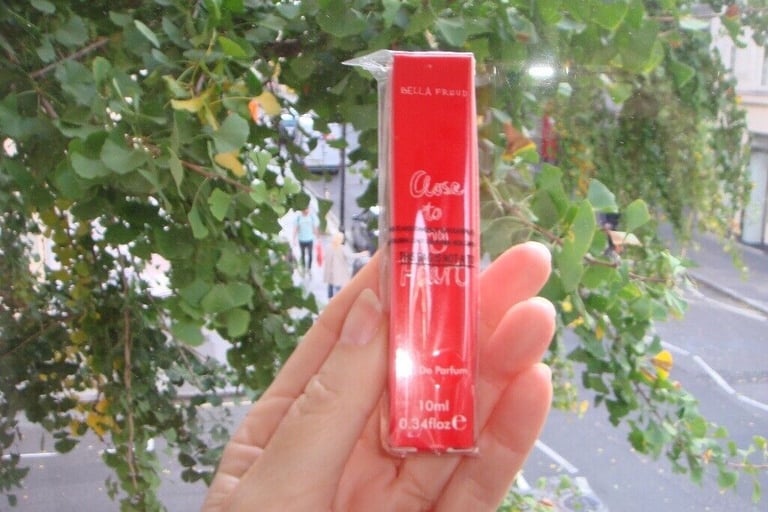 BELLA FREUD
Close
to
my
Heart
De Parfum
10ml
0.34floz℮